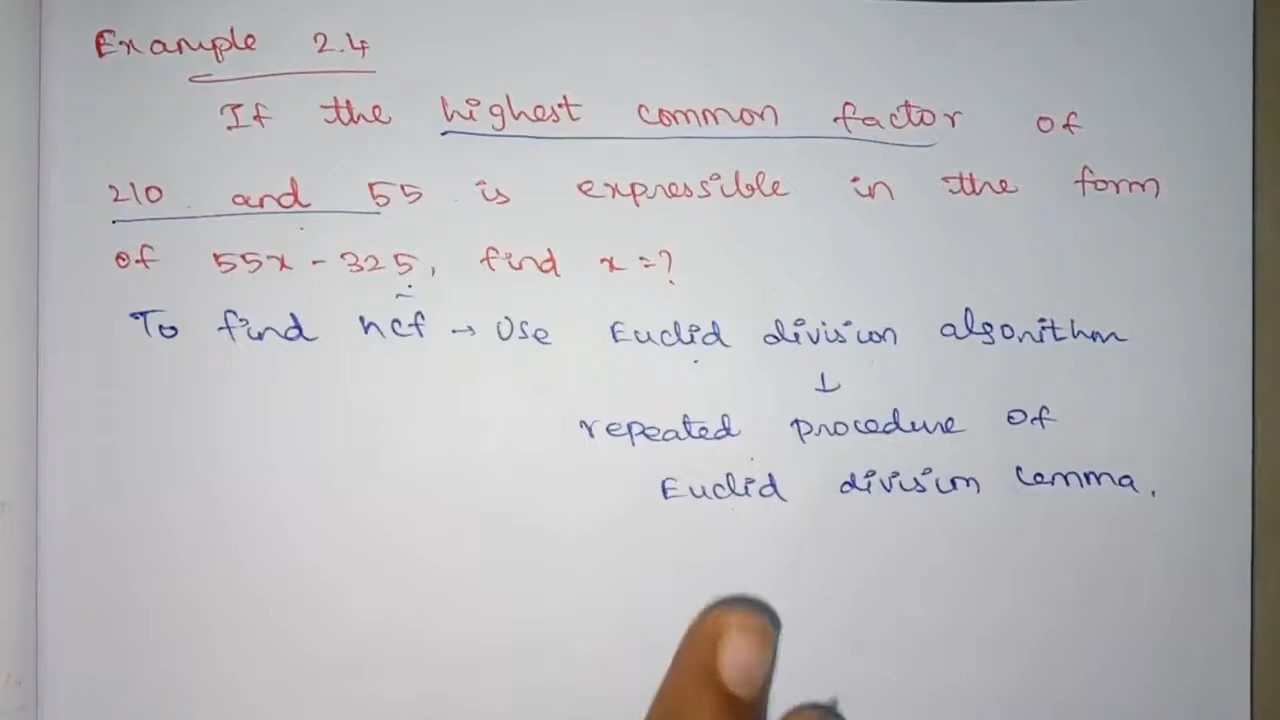 Example 2.4
If the highest common factor of
210 and 55 is expressible in the form
of 55x - 325, find x = ?
To find hcf → Use Euclid division algorithm
↓
repeated procedure of
Euclid division lemma.